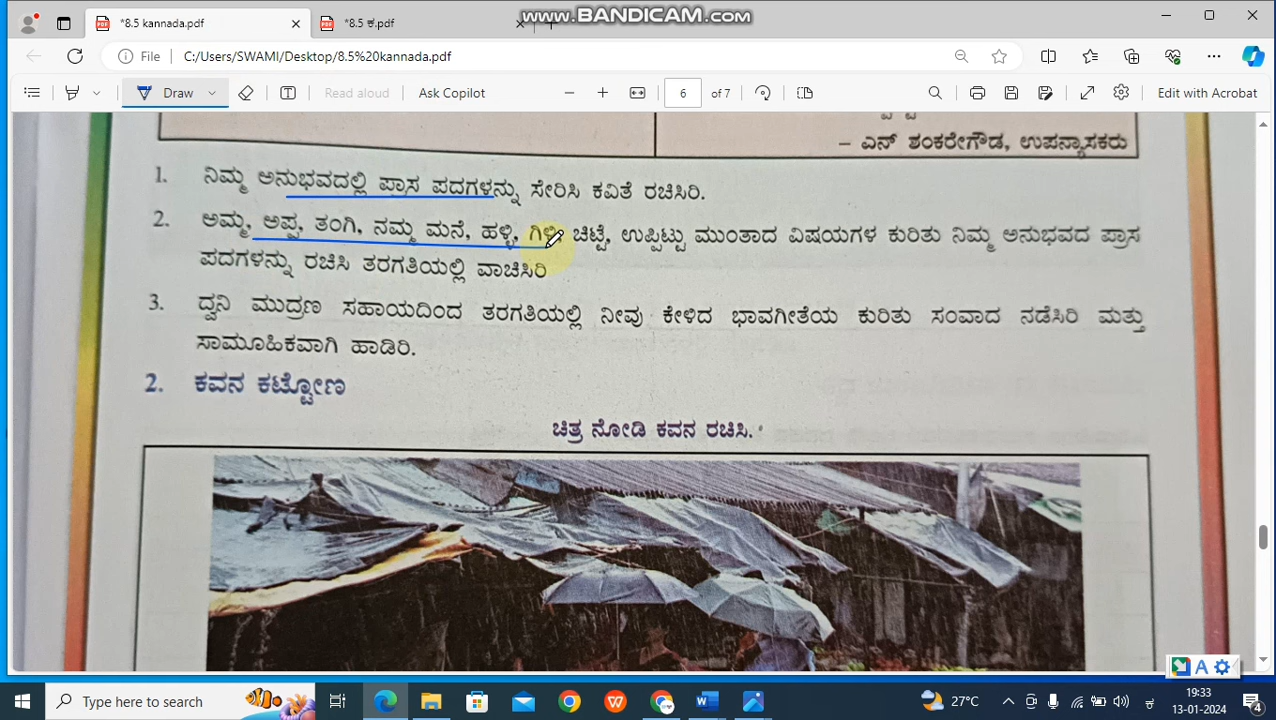 www.BANDICAM.com
*8.5 kannada.pdf
*8.5 ಕ.pdf
File C:/Users/SWAMI/Desktop/8.5%20kannada.pdf
Draw Read aloud Ask Copilot 6 of 7 Edit with Acrobat
– ಎನ್ ಶಂಕರೇಗೌಡ, ಉಪನ್ಯಾಸಕರು
1. ನಿಮ್ಮ ಅನುಭವದಲ್ಲಿ ಪ್ರಾಸ ಪದಗಳನ್ನು ಸೇರಿಸಿ ಕವಿತೆ ರಚಿಸಿರಿ.
2. ಅಮ್ಮ, ಅಪ್ಪ, ತಂಗಿ, ನಮ್ಮ ಮನೆ, ಹಳ್ಳಿ, ಗಿಳಿ, ಚಿಟ್ಟೆ, ಉಪ್ಪಿಟ್ಟು ಮುಂತಾದ ವಿಷಯಗಳ ಕುರಿತು ನಿಮ್ಮ ಅನುಭವದ ಪ್ರಾಸ
ಪದಗಳನ್ನು ರಚಿಸಿ ತರಗತಿಯಲ್ಲಿ ವಾಚಿಸಿರಿ
3. ದ್ವನಿ ಮುದ್ರಣ ಸಹಾಯದಿಂದ ತರಗತಿಯಲ್ಲಿ ನೀವು ಕೇಳಿದ ಭಾವಗೀತೆಯ ಕುರಿತು ಸಂವಾದ ನಡೆಸಿರಿ ಮತ್ತು
ಸಾಮೂಹಿಕವಾಗಿ ಹಾಡಿರಿ.
2. ಕವನ ಕಟ್ಟೋಣ
ಚಿತ್ರ ನೋಡಿ ಕವನ ರಚಿಸಿ.
A
Type here to search
27°C
19:33
13-01-2024
4